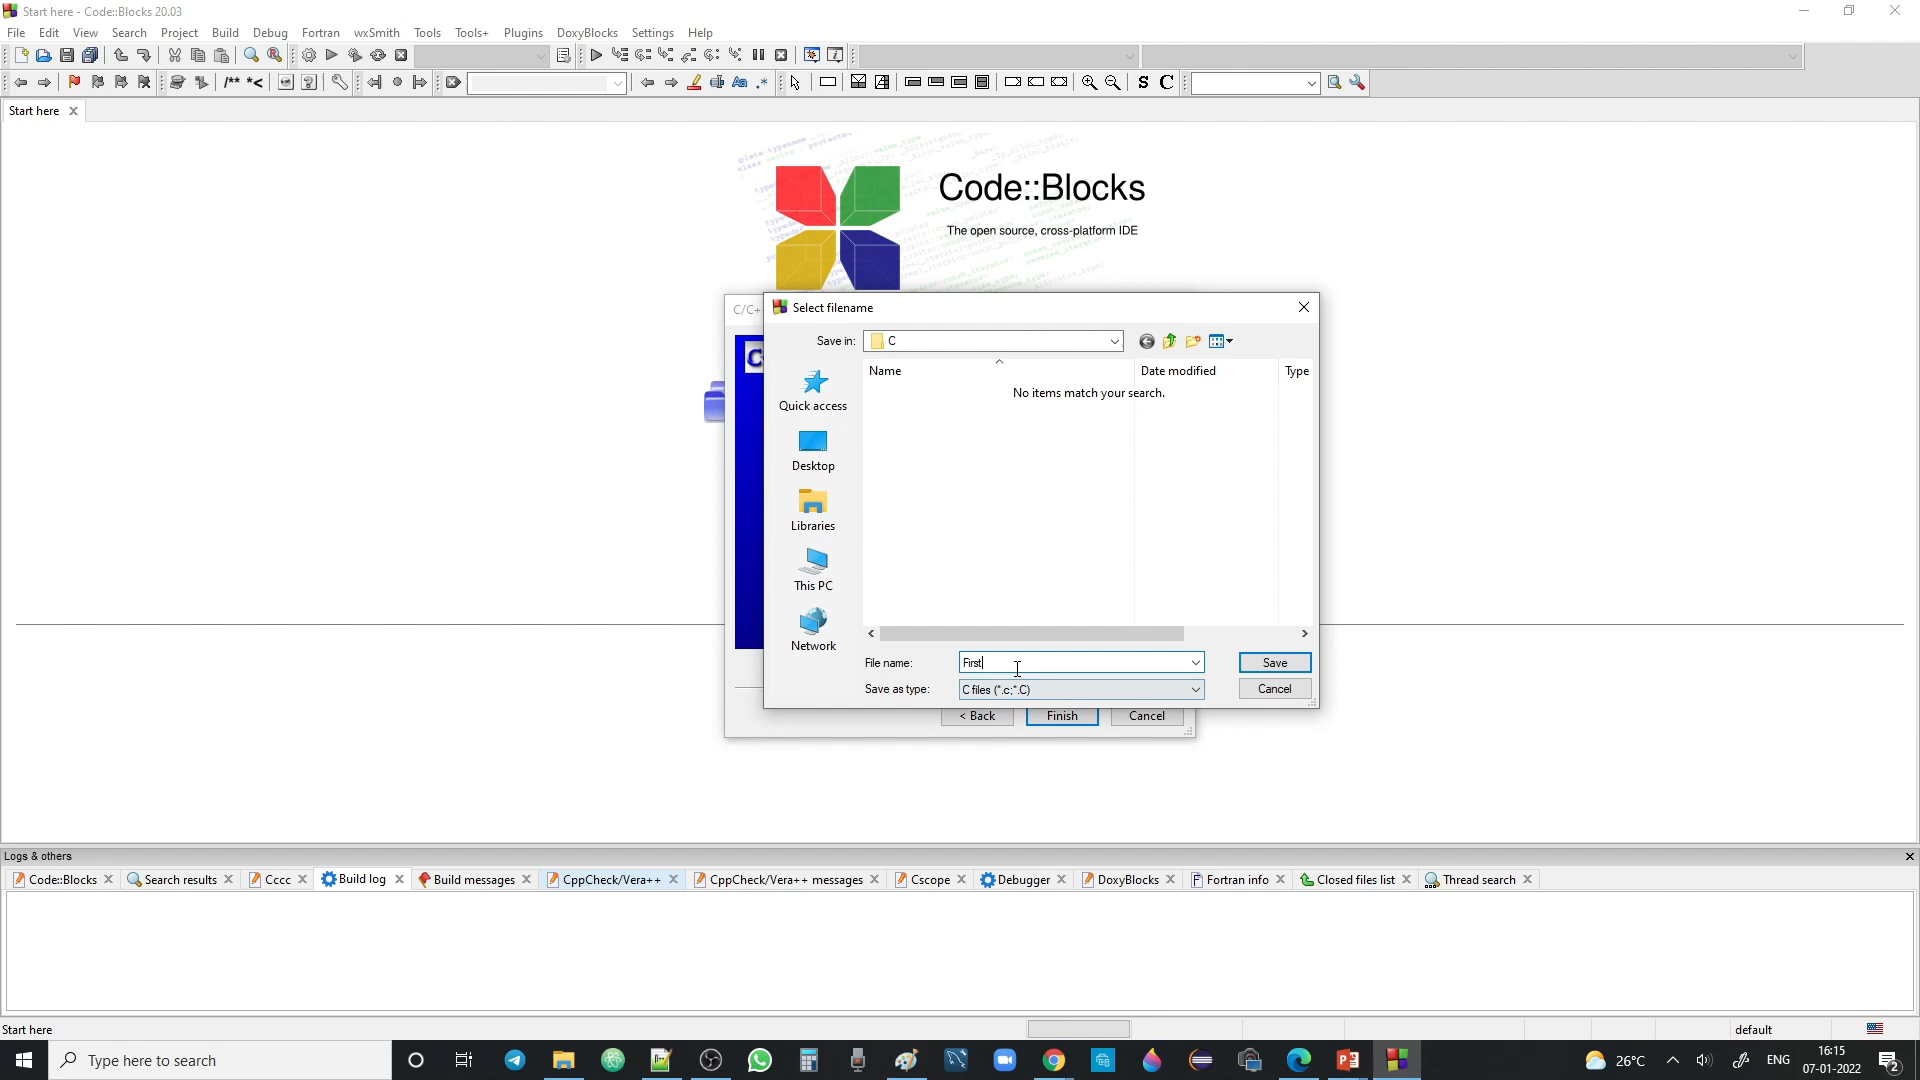 Start here - Code::Blocks 20.03
File Edit View Search Project Build Debug Fortran wxSmith Tools Tools+ Plugins DoxyBlocks Settings Help
Start here
Code::Blocks
The open source, cross-platform IDE
C/C+
Select filename
Save in: C
Name Date modified Type
No items match your search.
Quick access
Desktop
Libraries
This PC
Network
File name: First Save
Save as type: C files (*.c;*.C) Cancel
< Back Finish Cancel
Logs & others
Code::Blocks Search results Cccc Build log Build messages CppCheck/Vera++ CppCheck/Vera++ messages Cscope Debugger DoxyBlocks Fortran info Closed files list Thread search
Start here default
Type here to search 26°C ENG 16:15
07-01-2022 2